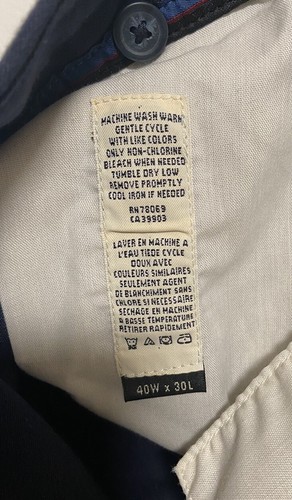 MACHINE WASH WARM
GENTLE CYCLE
WITH LIKE COLORS
ONLY NON-CHLORINE
BLEACH WHEN NEEDED
TUMBLE DRY LOW
REMOVE PROMPTLY
COOL IRON IF NEEDED
RN78069
CA39903
LAVER EN MACHINE A
L'EAU TIEDE CYCLE
DOUX AVEC
COULEURS SIMILAIRES
SEULEMENT AGENT
DE BLANCHIMENT SANS
CHLORE SI NECESSAIRE
SECHAGE EN MACHINE
A BASSE TEMPERATURE
RETIRER RAPIDEMENT
40W x 30L